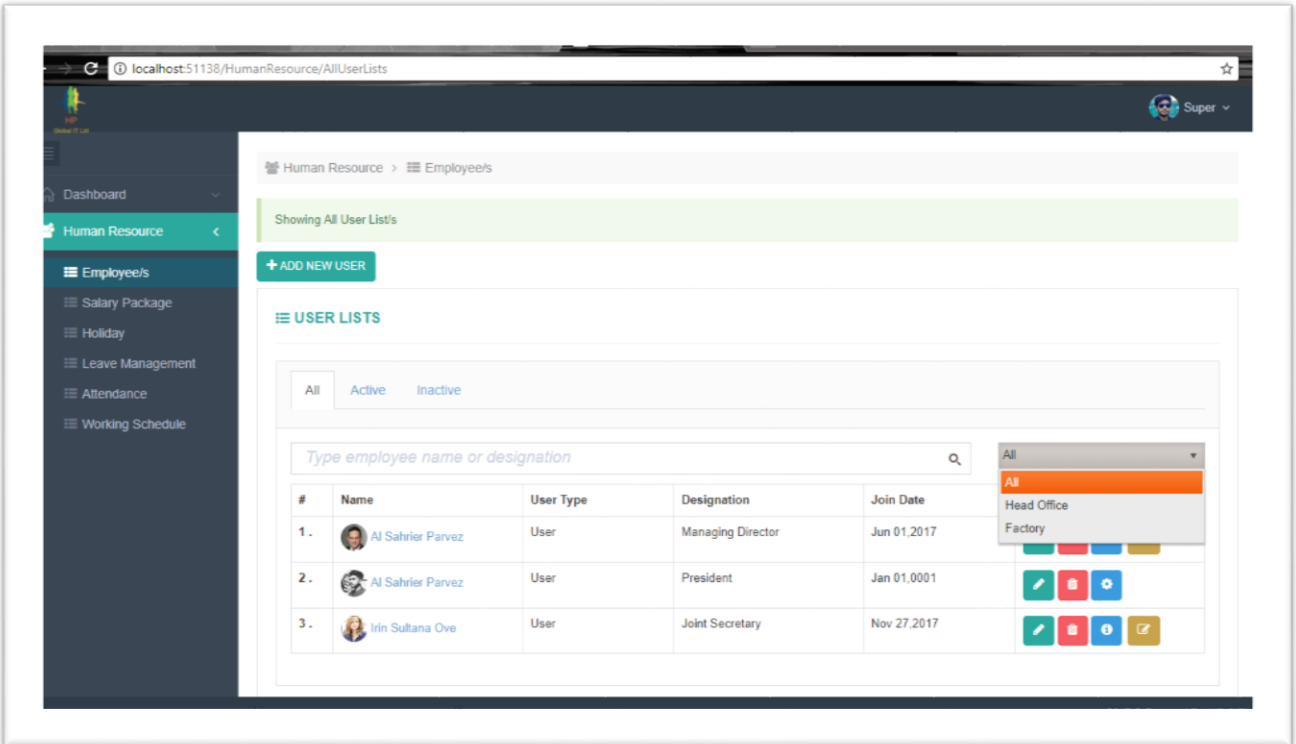 localhost:51138/HumanResource/AllUserLists
HP
Global IT Ltd
Super
Human Resource > Employee/s
Dashboard
Showing All User List/s
Human Resource
+ ADD NEW USER
Employee/s
Salary Package
Holiday
Leave Management
Attendance
Working Schedule
USER LISTS
All Active Inactive
Type employee name or designation
All
All
Head Office
Factory
# Name User Type Designation Join Date
1. Al Sahrier Parvez User Managing Director Jun 01,2017
2. Al Sahrier Parvez User President Jan 01,0001
3. Irin Sultana Ove User Joint Secretary Nov 27,2017